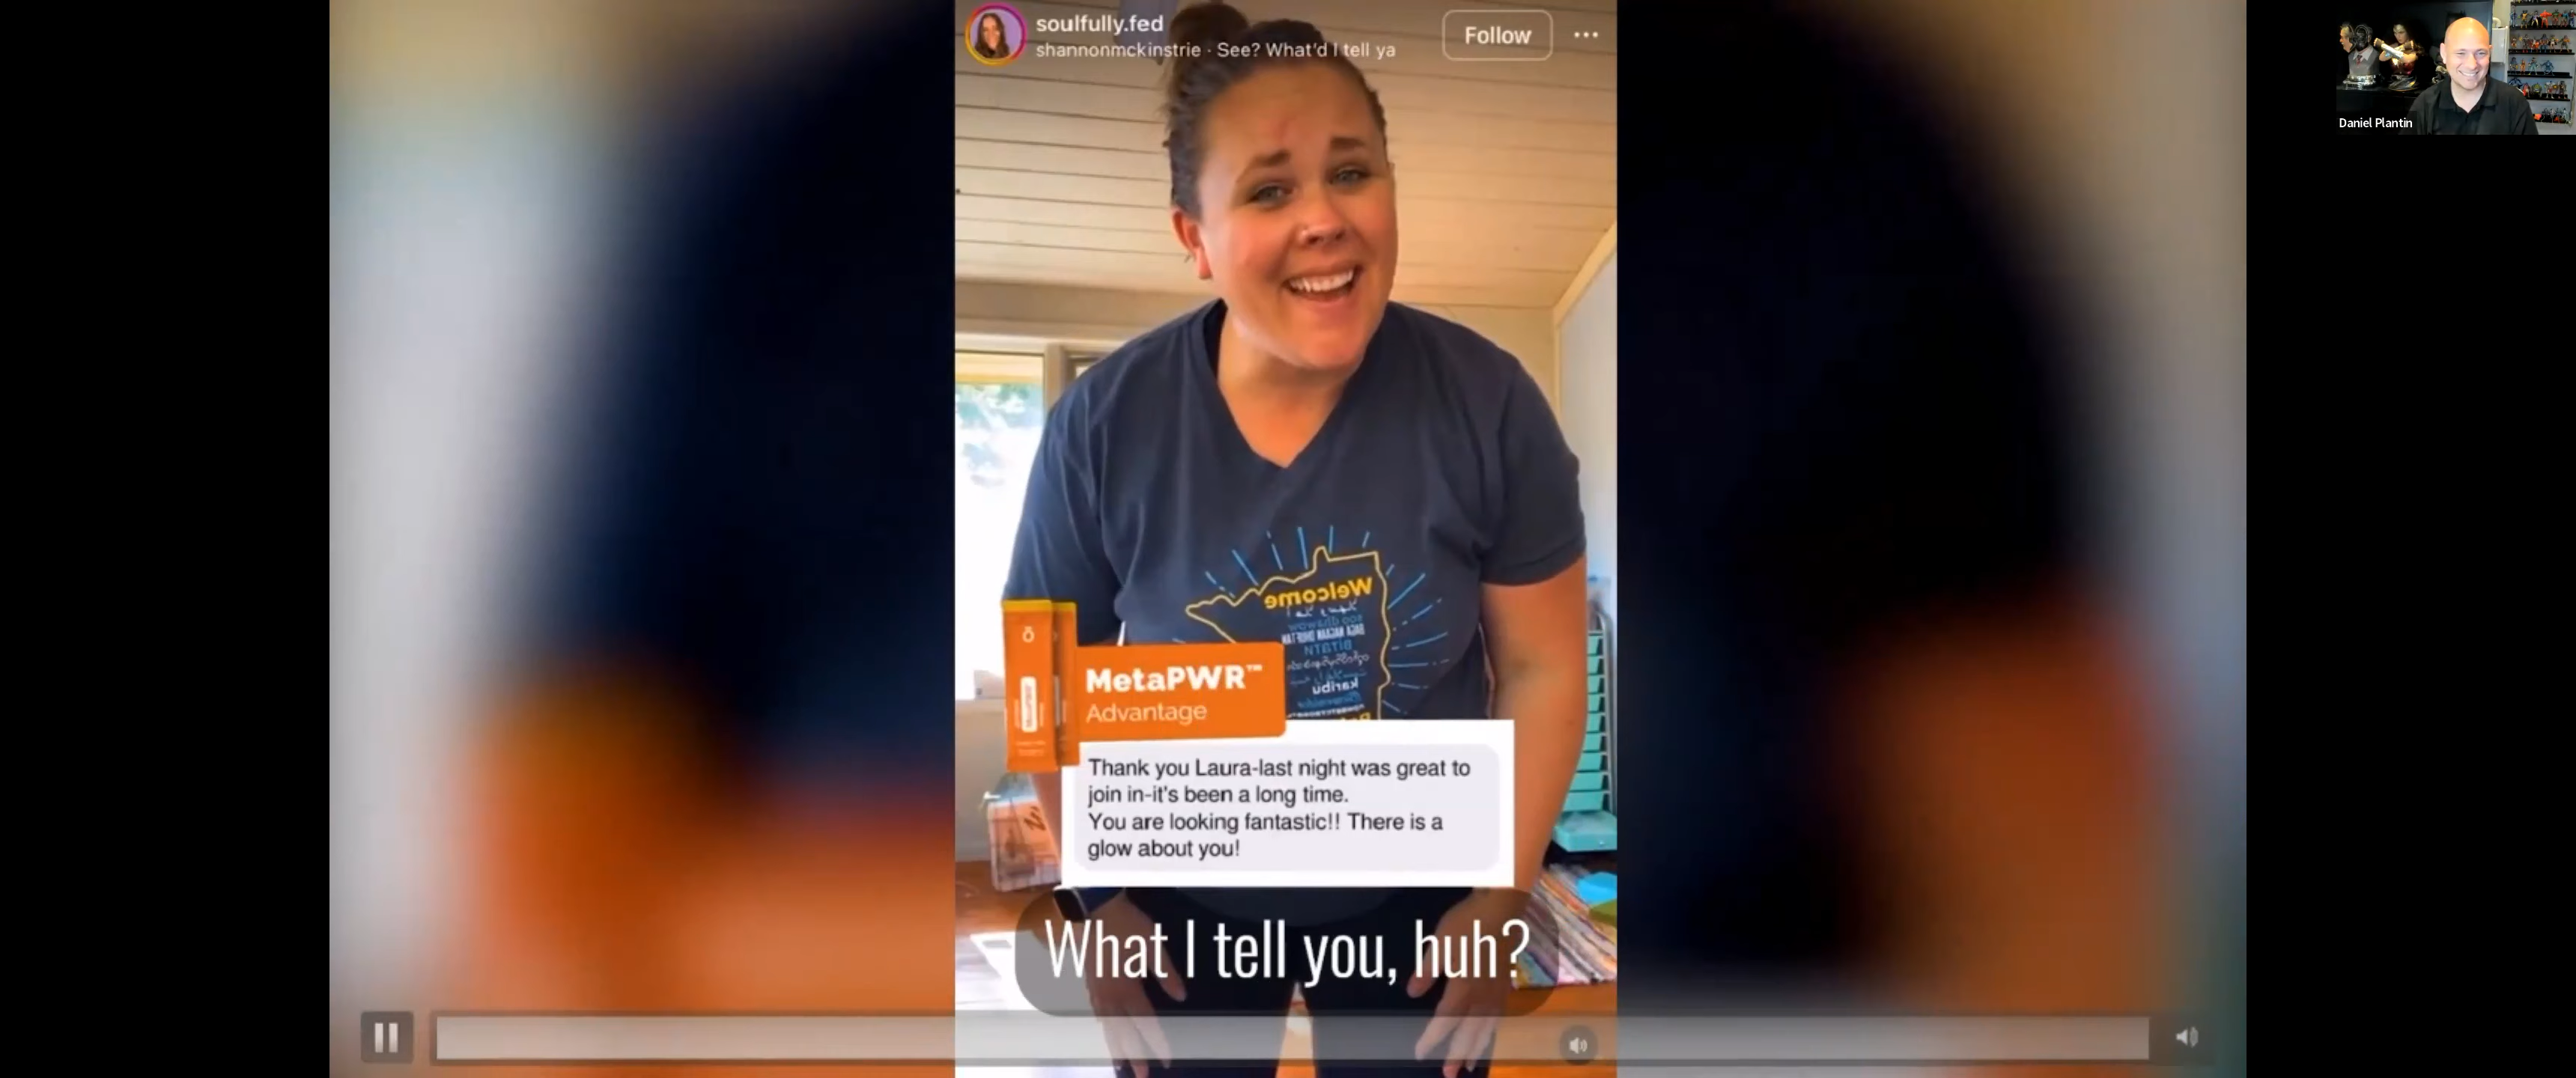 soulfully.fed
shannonmckinstrie · See? What'd I tell ya
Follow
Daniel Plantin
Welcome
karibu
MetaPWR™
Advantage
Thank you Laura-last night was great to
join in-it's been a long time.
You are looking fantastic!! There is a
glow about you!
What I tell you, huh?